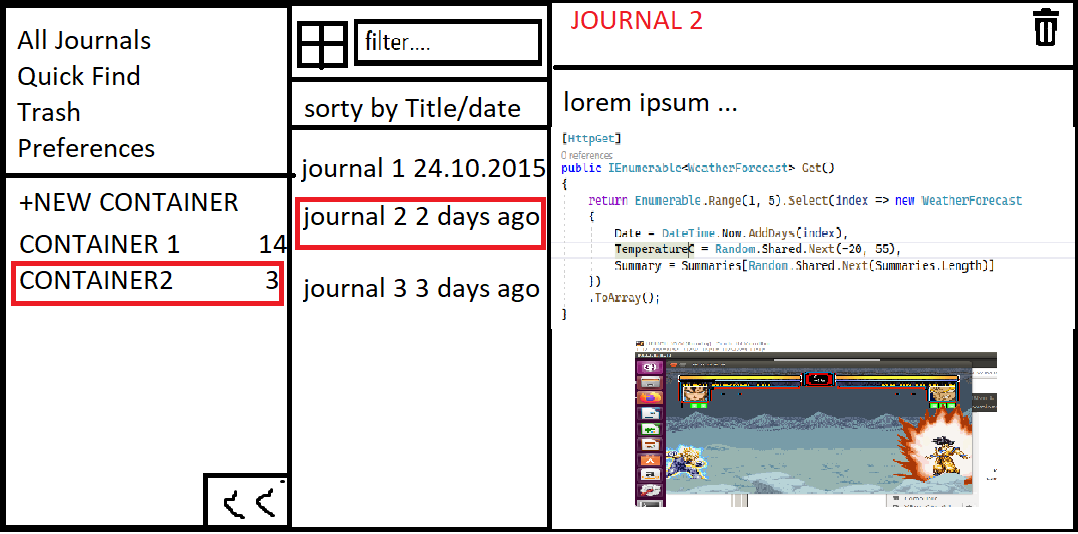 All Journals
Quick Find
Trash
Preferences
+NEW CONTAINER
CONTAINER 1 14
CONTAINER2 3
filter....
sorty by Title/date
journal 1 24.10.2015
journal 2 2 days ago
journal 3 3 days ago
JOURNAL 2
lorem ipsum ...
[HttpGet]
0 references
public IEnumerable<WeatherForecast> Get()
{
return Enumerable.Range(1, 5).Select(index => new WeatherForecast
{
Date = DateTime.Now.AddDays(index),
TemperatureC = Random.Shared.Next(-20, 55),
Summary = Summaries[Random.Shared.Next(Summaries.Length)]
})
.ToArray();
}